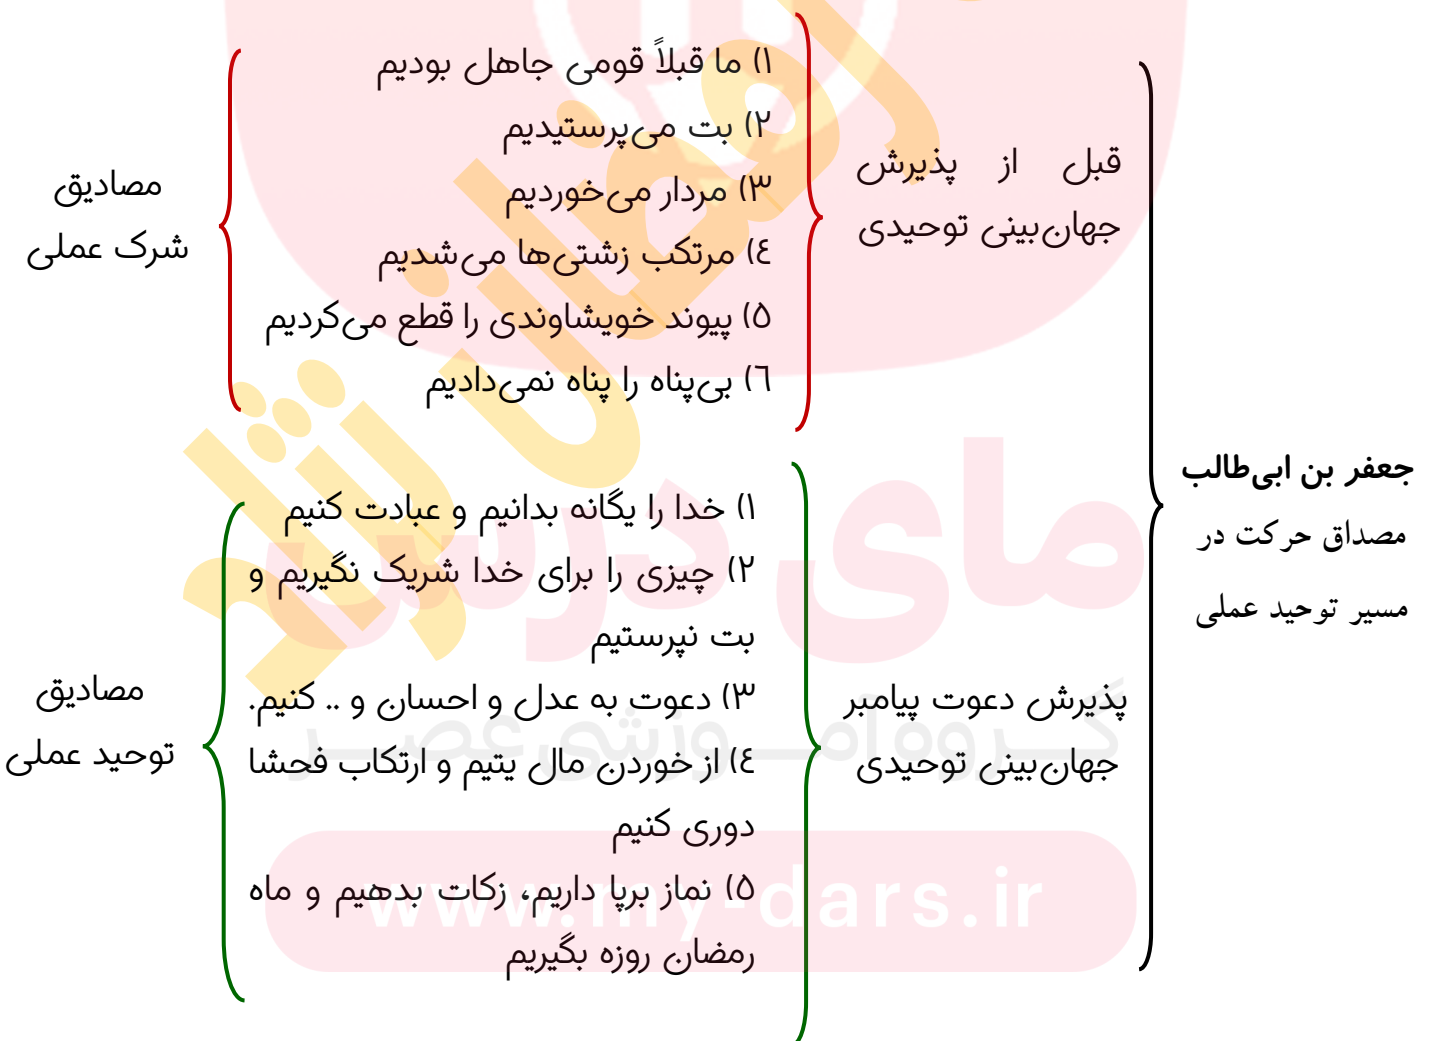 جعفر بن ابی‌طالب
مصداق حرکت در
مسیر توحید عملی
قبل از پذیرش
جهان‌بینی توحیدی
۱) ما قبلاً قومی جاهل بودیم
۲) بت می‌پرستیدیم
۳) مردار می‌خوردیم
٤) مرتکب زشتی‌ها می‌شدیم
۵) پیوند خویشاوندی را قطع می‌کردیم
٦) بی‌پناه را پناه نمی‌دادیم
مصادیق
شرک عملی
پذیرش دعوت پیامبر
جهان‌بینی توحیدی
۱) خدا را یگانه بدانیم و عبادت کنیم
۲) چیزی را برای خدا شریک نگیریم و
بت نپرستیم
۳) دعوت به عدل و احسان و .. کنیم.
٤) از خوردن مال یتیم و ارتکاب فحشا
دوری کنیم
۵) نماز برپا داریم، زکات بدهیم و ماه
رمضان روزه بگیریم
مصادیق
توحید عملی
مای درس
گروه آموزشی عصر
www.my-dars.ir